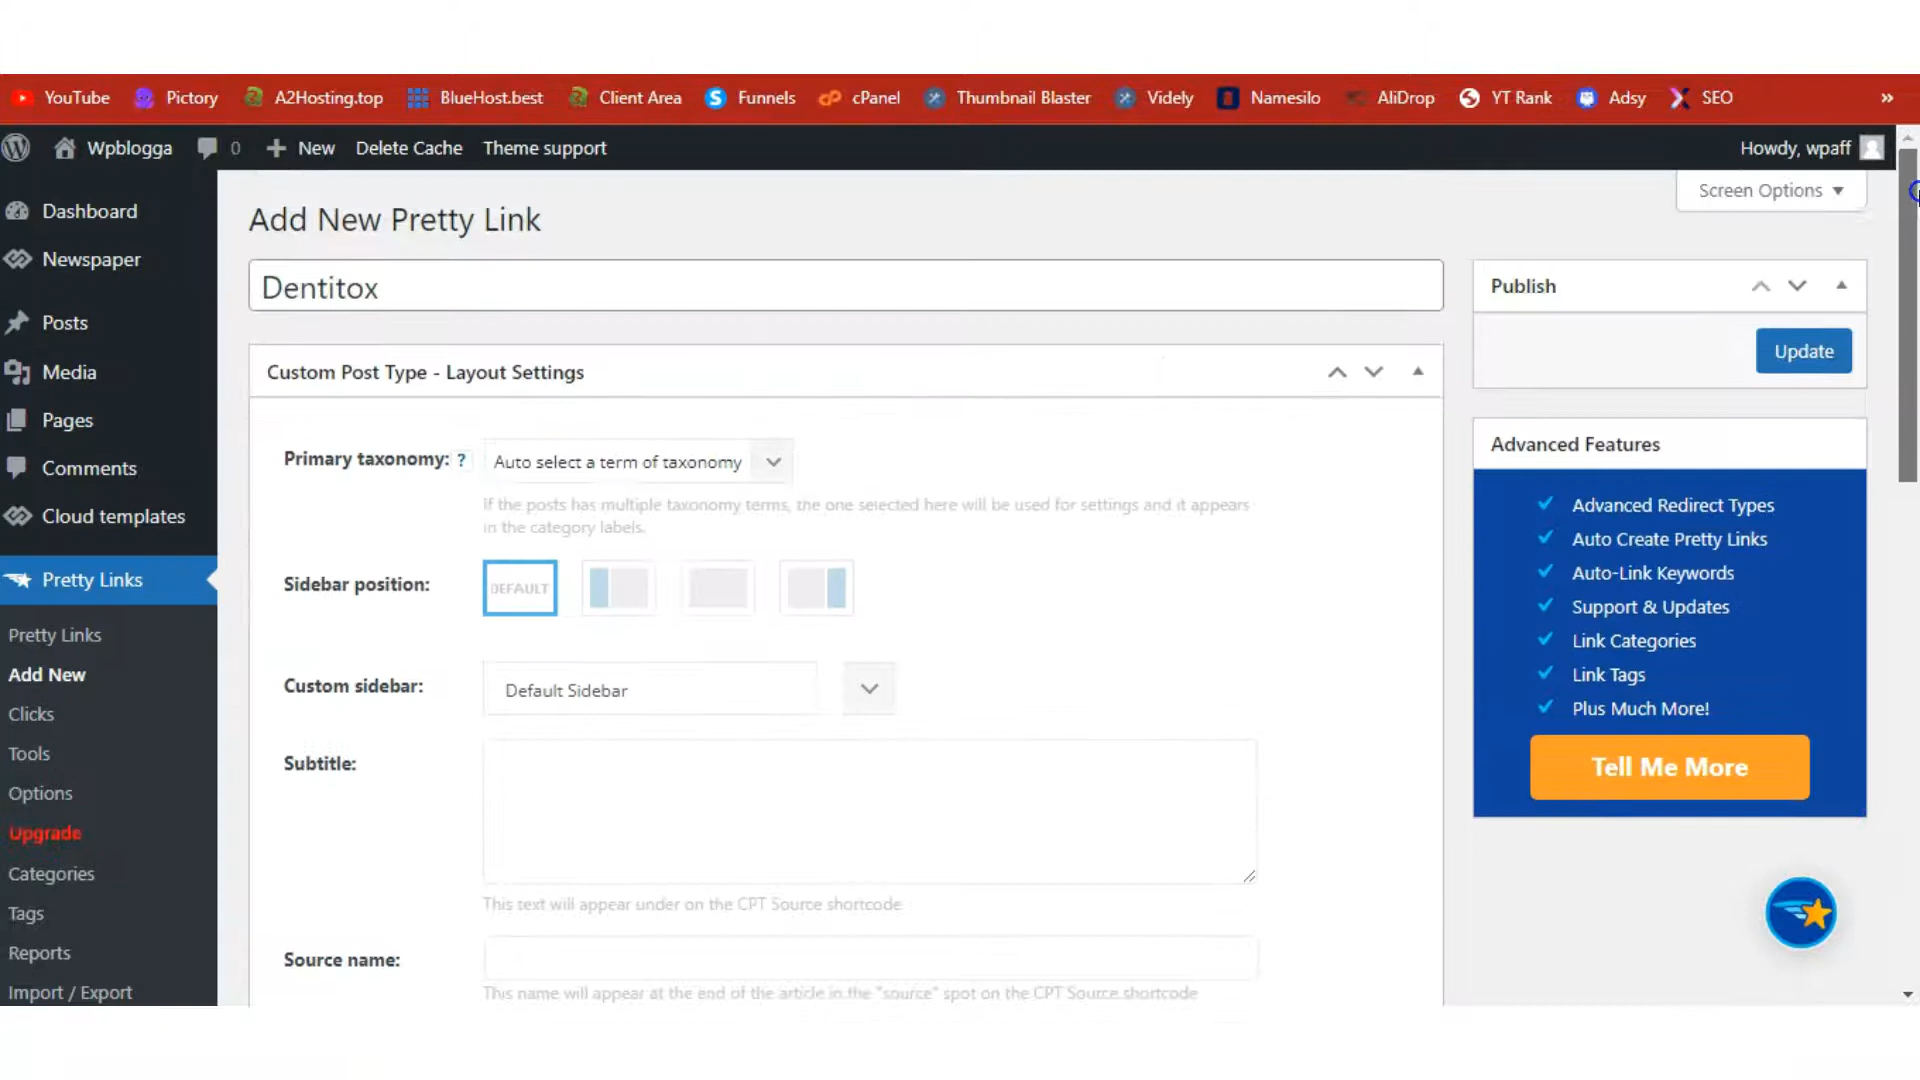 YouTube Pictory A2Hosting.top BlueHost.best Client Area Funnels cPanel Thumbnail Blaster Videly Namesilo AliDrop YT Rank Adsy SEO »
Wpblogga 0 + New Delete Cache Theme support Howdy, wpaff
Screen Options
Dashboard
Newspaper
Posts
Media
Pages
Comments
Cloud templates
Pretty Links
Pretty Links
Add New
Clicks
Tools
Options
Upgrade
Categories
Tags
Reports
Import / Export
Add New Pretty Link
Dentitox
Custom Post Type - Layout Settings
Primary taxonomy: ? Auto select a term of taxonomy
If the posts has multiple taxonomy terms, the one selected here will be used for settings and it appears
in the category labels.
Sidebar position: DEFAULT
Custom sidebar: Default Sidebar
Subtitle:
This text will appear under on the CPT Source shortcode
Source name:
This name will appear at the end of the article in the "source" spot on the CPT Source shortcode
Publish
Update
Advanced Features
Advanced Redirect Types
Auto Create Pretty Links
Auto-Link Keywords
Support & Updates
Link Categories
Link Tags
Plus Much More!
Tell Me More